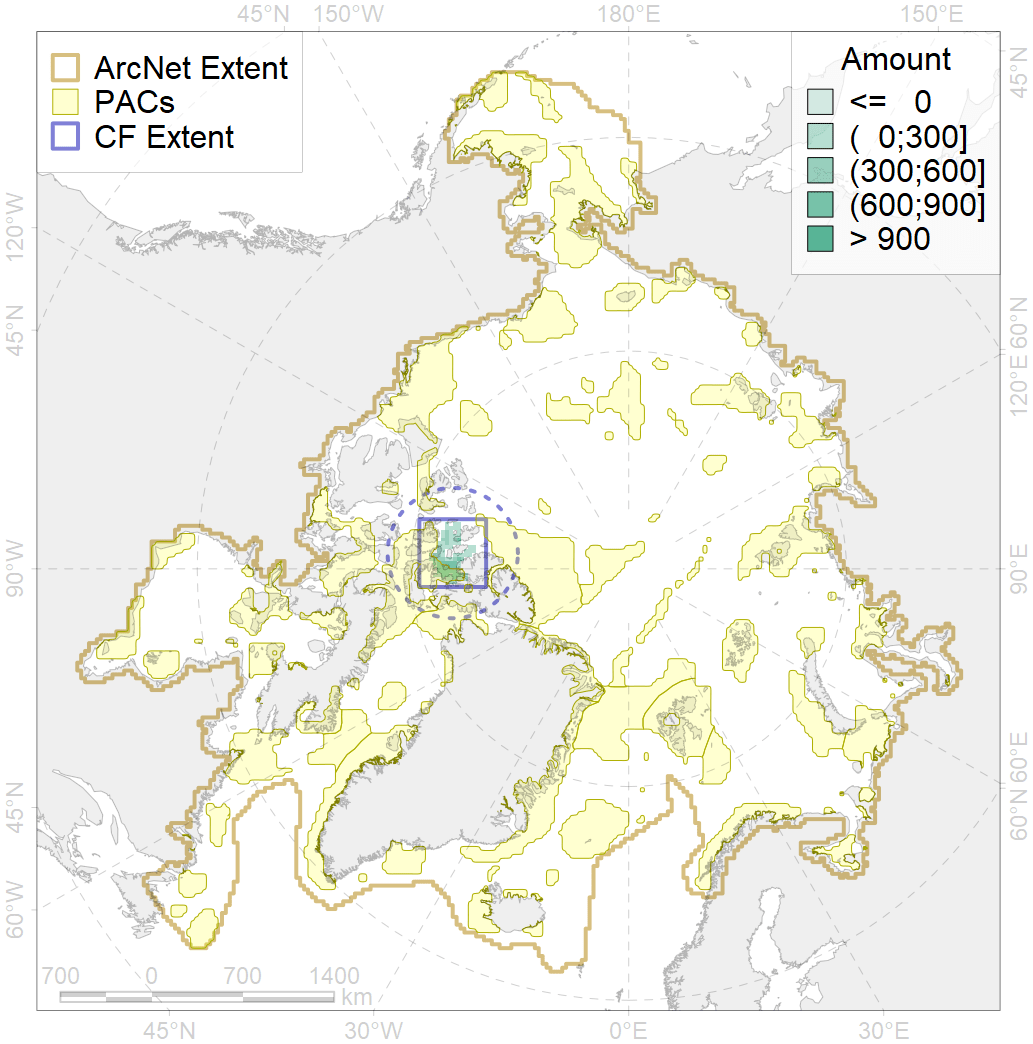 45°N 150°W 180°E 150°E
ArcNet Extent
PACs
CF Extent
Amount
<= 0
( 0;300]
(300;600]
(600;900]
> 900
45°N
120°W
60°N
45°N
120°E
90°W
90°E
60°E
45°N
60°N
60°W
700 0 700 1400
km
45°N 30°W 0°E 30°E